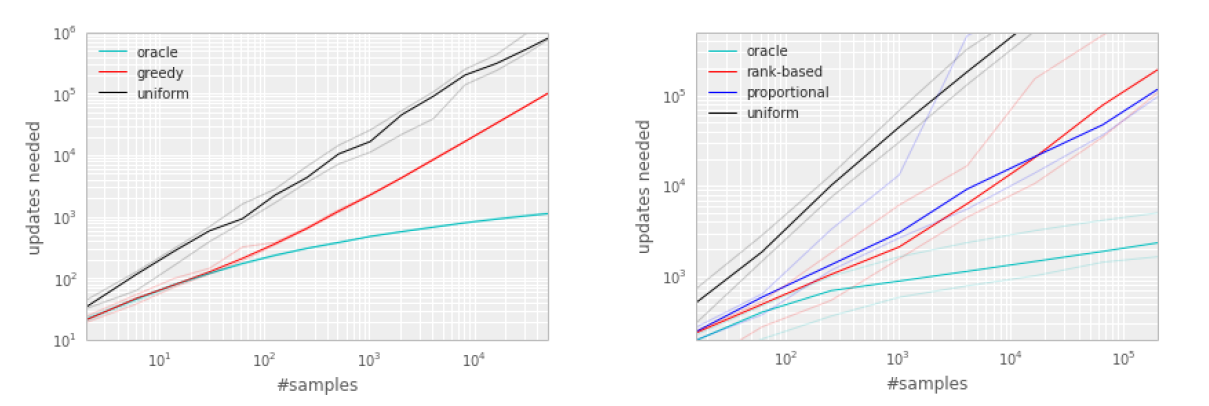 10^6
oracle
greedy
uniform
10^5
10^4
10^3
10^2
10^1
updates needed
10^1
10^2
10^3
10^4
#samples
oracle
rank-based
proportional
uniform
10^5
10^4
10^3
updates needed
10^2
10^3
10^4
10^5
#samples